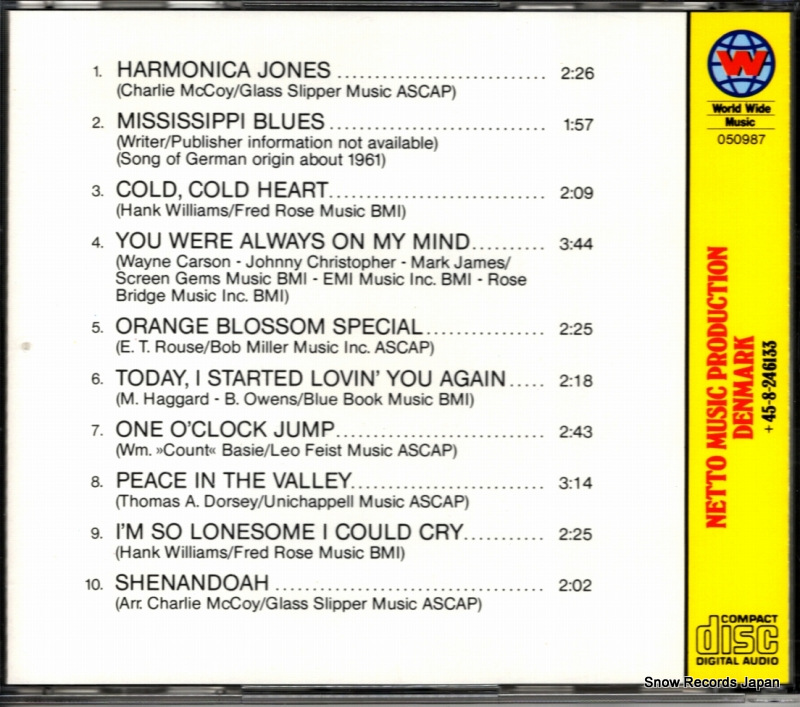 1. HARMONICA JONES .......................... 2:26
(Charlie McCoy/Glass Slipper Music ASCAP)
2. MISSISSIPPI BLUES........................... 1:57
(Writer/Publisher information not available)
(Song of German origin about 1961)
3. COLD, COLD HEART........................... 2:09
(Hank Williams/Fred Rose Music BMI)
4. YOU WERE ALWAYS ON MY MIND......... 3:44
(Wayne Carson - Johnny Christopher - Mark James/
Screen Gems Music BMI - EMI Music Inc. BMI - Rose
Bridge Music Inc. BMI)
5. ORANGE BLOSSOM SPECIAL............... 2:25
(E. T. Rouse/Bob Miller Music Inc. ASCAP)
6. TODAY, I STARTED LOVIN' YOU AGAIN..... 2:18
(M. Haggard - B. Owens/Blue Book Music BMI)
7. ONE O'CLOCK JUMP.......................... 2:43
(Wm. »Count« Basie/Leo Feist Music ASCAP)
8. PEACE IN THE VALLEY........................ 3:14
(Thomas A. Dorsey/Unichappell Music ASCAP)
9. I'M SO LONESOME I COULD CRY.......... 2:25
(Hank Williams/Fred Rose Music BMI)
10. SHENANDOAH ................................. 2:02
(Arr. Charlie McCoy/Glass Slipper Music ASCAP)
W
World Wide
Music
050987
NETTO MUSIC PRODUCTION
DENMARK
+45-8-246133
COMPACT
disc
DIGITAL AUDIO
Snow Records Japan